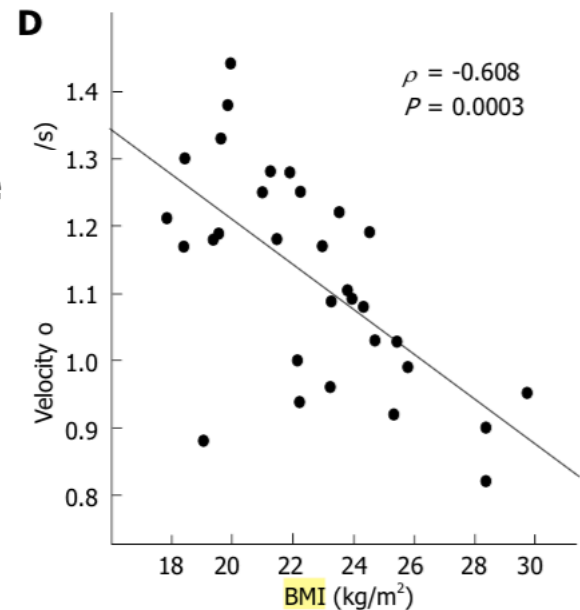 D
ρ = -0.608
P = 0.0003
1.4
1.3
1.2
1.1
1.0
0.9
0.8
Velocity o /s)
18 20 22 24 26 28 30
BMI (kg/m²)